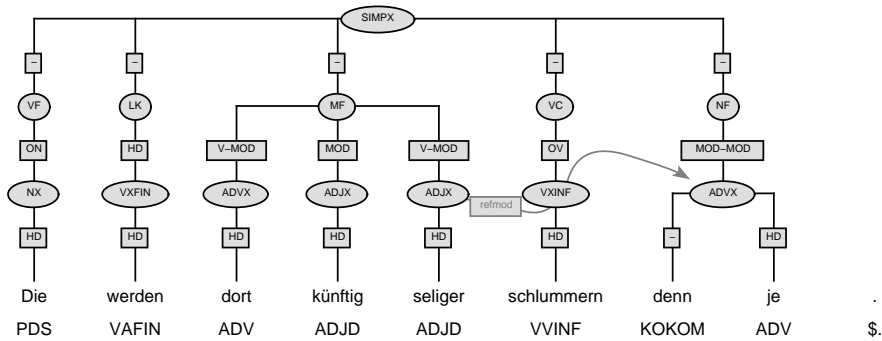 SIMPX
– – – – –
VF LK MF VC NF
ON HD V–MOD MOD V–MOD OV MOD–MOD
NX VXFIN ADVX ADJX ADJX refmod VXINF ADVX
HD HD HD HD HD HD – HD
Die werden dort künftig seliger schlummern denn je .
PDS VAFIN ADV ADJD ADJD VVINF KOKOM ADV $.